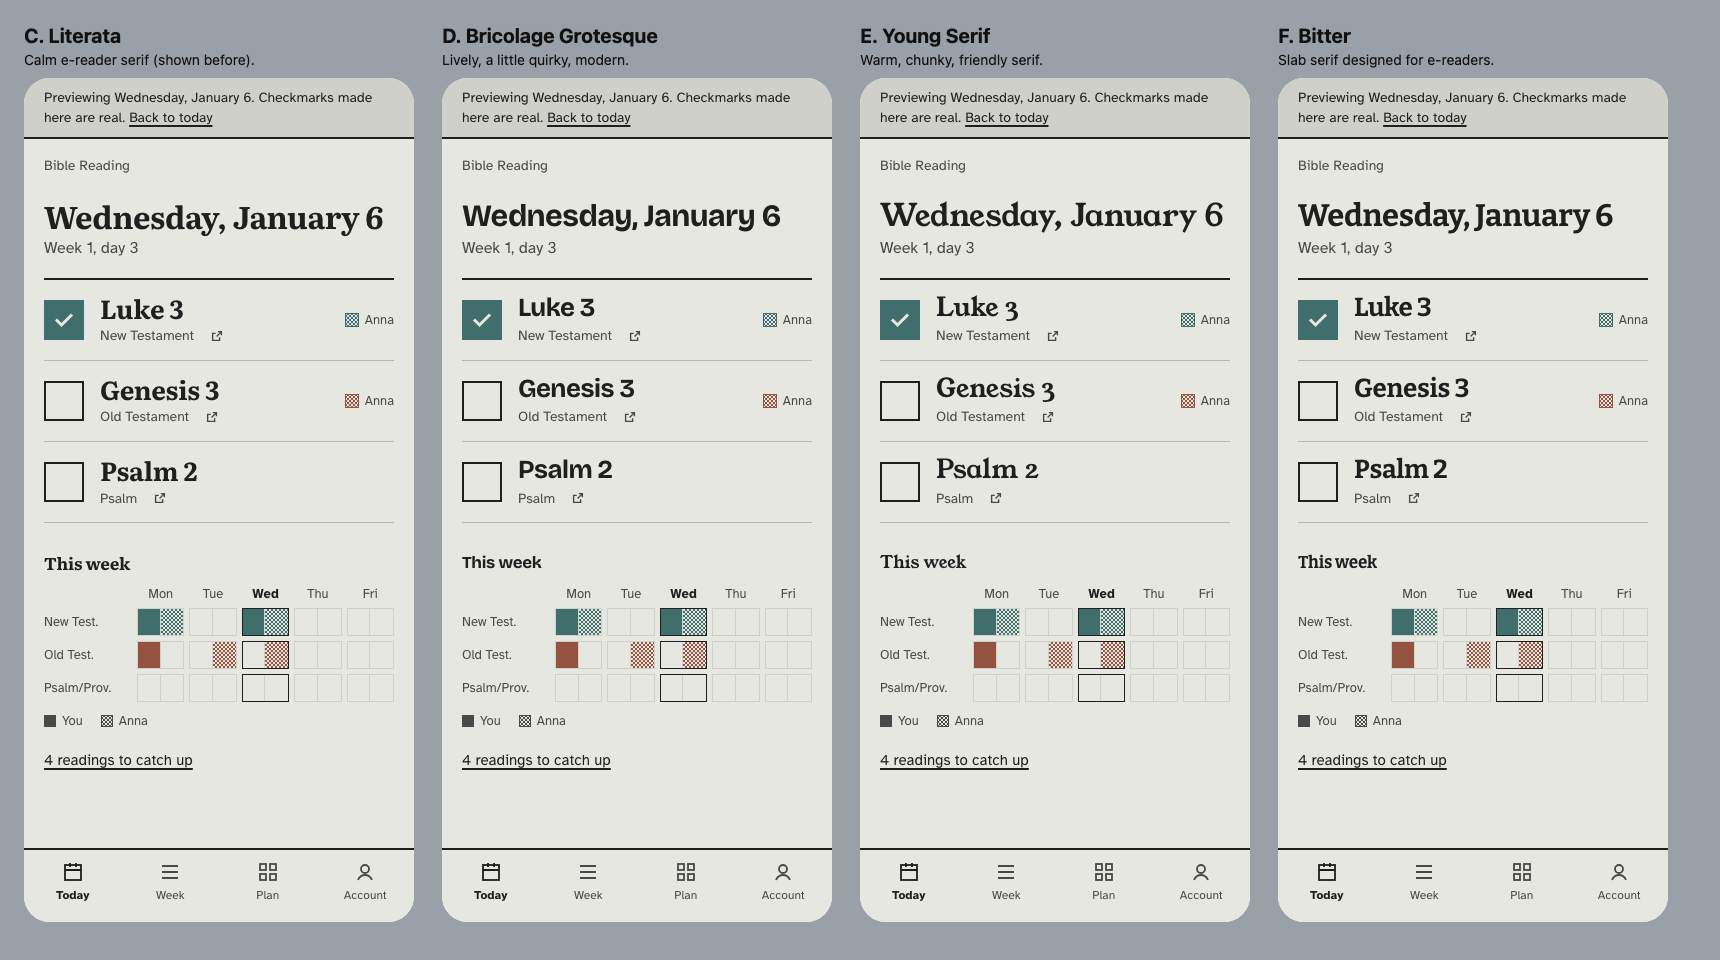 C. Literata
Calm e-reader serif (shown before).
Previewing Wednesday, January 6. Checkmarks made
here are real. Back to today
Bible Reading
Wednesday, January 6
Week 1, day 3
Luke 3
New Testament
Anna
Genesis 3
Old Testament
Anna
Psalm 2
Psalm
This week
Mon Tue Wed Thu Fri
New Test.
Old Test.
Psalm/Prov.
You Anna
4 readings to catch up
Today Week Plan Account
D. Bricolage Grotesque
Lively, a little quirky, modern.
Previewing Wednesday, January 6. Checkmarks made
here are real. Back to today
Bible Reading
Wednesday, January 6
Week 1, day 3
Luke 3
New Testament
Anna
Genesis 3
Old Testament
Anna
Psalm 2
Psalm
This week
Mon Tue Wed Thu Fri
New Test.
Old Test.
Psalm/Prov.
You Anna
4 readings to catch up
Today Week Plan Account
E. Young Serif
Warm, chunky, friendly serif.
Previewing Wednesday, January 6. Checkmarks made
here are real. Back to today
Bible Reading
Wednesday, January 6
Week 1, day 3
Luke 3
New Testament
Anna
Genesis 3
Old Testament
Anna
Psalm 2
Psalm
This week
Mon Tue Wed Thu Fri
New Test.
Old Test.
Psalm/Prov.
You Anna
4 readings to catch up
Today Week Plan Account
F. Bitter
Slab serif designed for e-readers.
Previewing Wednesday, January 6. Checkmarks made
here are real. Back to today
Bible Reading
Wednesday, January 6
Week 1, day 3
Luke 3
New Testament
Anna
Genesis 3
Old Testament
Anna
Psalm 2
Psalm
This week
Mon Tue Wed Thu Fri
New Test.
Old Test.
Psalm/Prov.
You Anna
4 readings to catch up
Today Week Plan Account